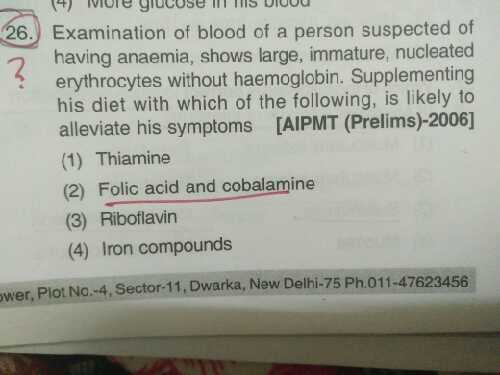 (4) More glucose in his blood
26. Examination of blood of a person suspected of
having anaemia, shows large, immature, nucleated
erythrocytes without haemoglobin. Supplementing
his diet with which of the following, is likely to
alleviate his symptoms [AIPMT (Prelims)-2006]
?
(1) Thiamine
(2) Folic acid and cobalamine
(3) Riboflavin
(4) Iron compounds
Plot No.-4, Sector-11, Dwarka, New Delhi-75 Ph.011-47623456